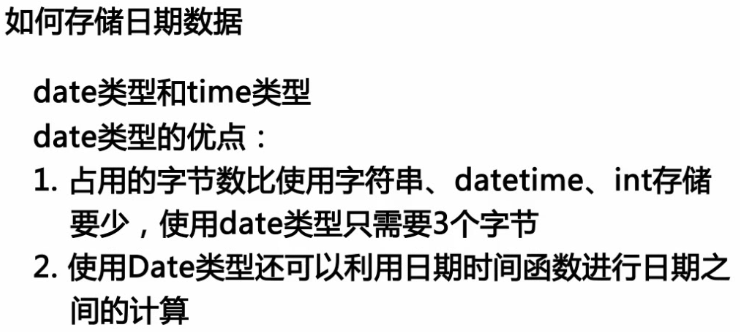 如何存储日期数据
date类型和time类型
date类型的优点：
1. 占用的字节数比使用字符串、datetime、int存储
要少，使用date类型只需要3个字节
2. 使用Date类型还可以利用日期时间函数进行日期之
间的计算